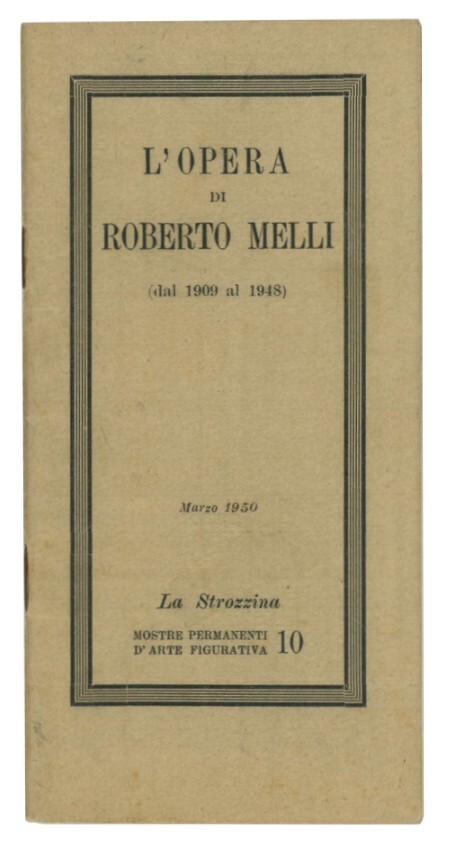 L'OPERA
DI
ROBERTO MELLI
(dal 1909 al 1948)
Marzo 1950
La Strozzina
MOSTRE PERMANENTI
D'ARTE FIGURATIVA 10